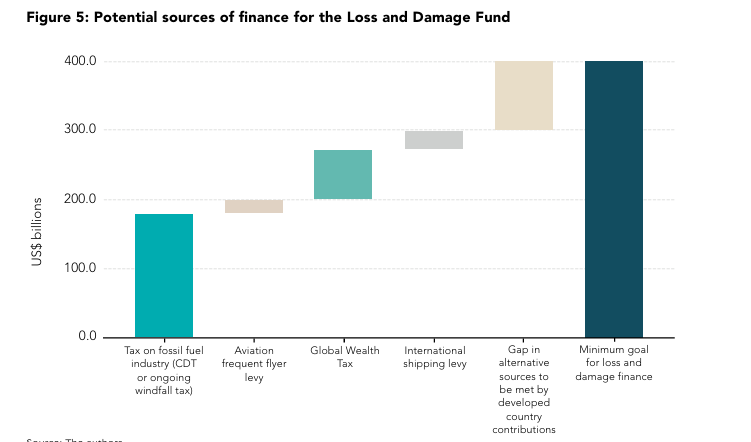 Figure 5: Potential sources of finance for the Loss and Damage Fund
400.0
300.0
200.0
100.0
0.0
US$ billions
Tax on fossil fuel
industry (CDT
or ongoing
windfall tax)
Aviation
frequent flyer
levy
Global Wealth
Tax
International
shipping levy
Gap in
alternative
sources to
be met by
developed
country
contributions
Minimum goal
for loss and
damage finance
Source: The authors